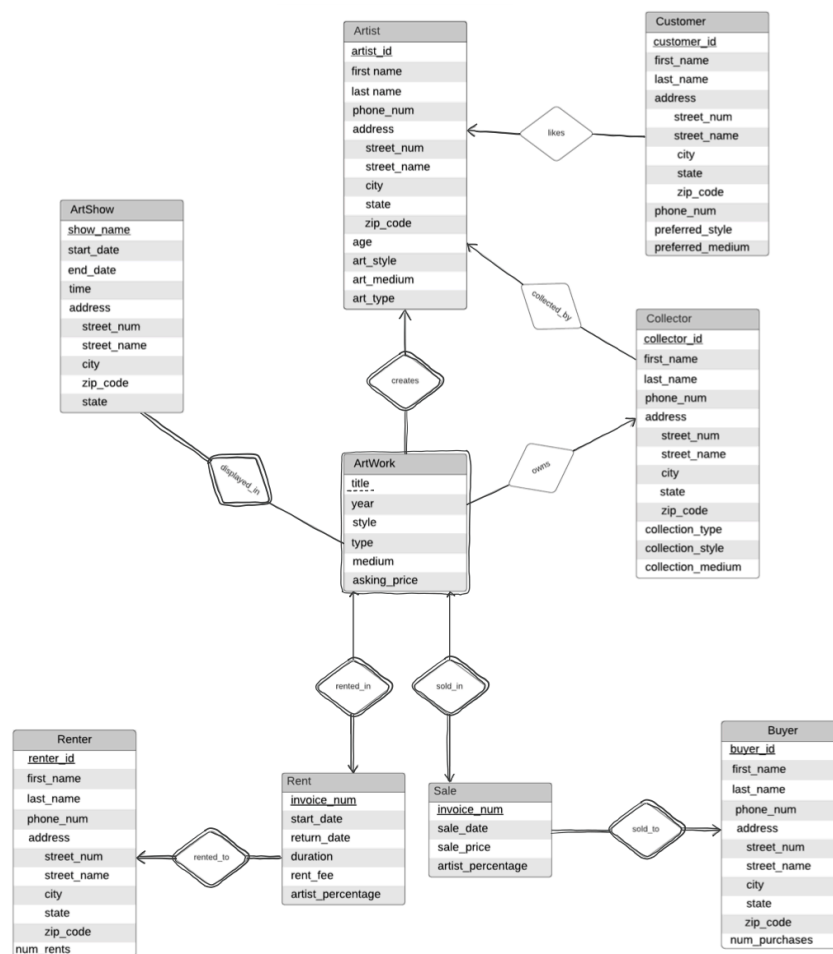 Artist
artist_id
first name
last name
phone_num
address
street_num
street_name
city
state
zip_code
age
art_style
art_medium
art_type
Customer
customer_id
first_name
last_name
address
street_num
street_name
city
state
zip_code
phone_num
preferred_style
preferred_medium
likes
ArtShow
show_name
start_date
end_date
time
address
street_num
street_name
city
zip_code
state
collected_by
creates
Collector
collector_id
first_name
last_name
phone_num
address
street_num
street_name
city
state
zip_code
collection_type
collection_style
collection_medium
displayed_in
ArtWork
title
year
style
type
medium
asking_price
owns
rented_in
sold_in
Renter
renter_id
first_name
last_name
phone_num
address
street_num
street_name
city
state
zip_code
num_rents
rented_to
Rent
invoice_num
start_date
return_date
duration
rent_fee
artist_percentage
Sale
invoice_num
sale_date
sale_price
artist_percentage
sold_to
Buyer
buyer_id
first_name
last_name
phone_num
address
street_num
street_name
city
state
zip_code
num_purchases